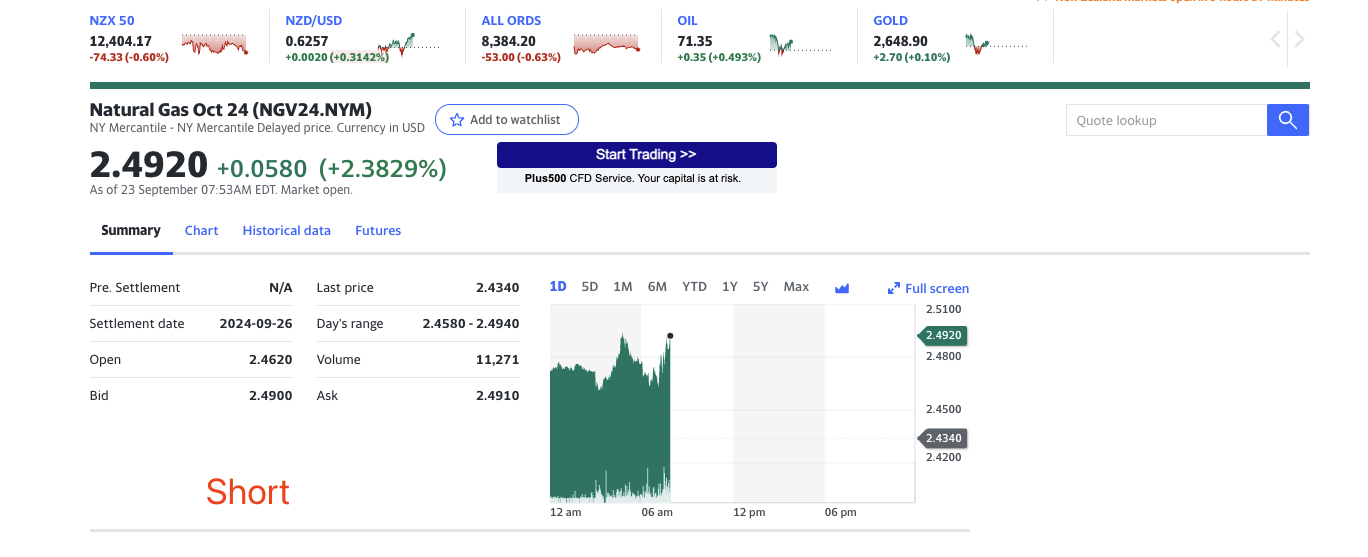 NZX 50
12,404.17
-74.33 (-0.60%)
NZD/USD
0.6257
+0.0020 (+0.3142%)
ALL ORDS
8,384.20
-53.00 (-0.63%)
OIL
71.35
+0.35 (+0.493%)
GOLD
2,648.90
+2.70 (+0.10%)
Natural Gas Oct 24 (NGV24.NYM)
NY Mercantile - NY Mercantile Delayed price. Currency in USD
Add to watchlist
Quote lookup
2.4920 +0.0580 (+2.3829%)
As of 23 September 07:53AM EDT. Market open.
Start Trading >>
Plus500 CFD Service. Your capital is at risk.
Summary Chart Historical data Futures
Pre. Settlement N/A
Settlement date 2024-09-26
Open 2.4620
Bid 2.4900
Last price 2.4340
Day's range 2.4580 - 2.4940
Volume 11,271
Ask 2.4910
1D 5D 1M 6M YTD 1Y 5Y Max
Full screen
2.5100
2.4920
2.4800
2.4500
2.4340
2.4200
12 am 06 am 12 pm 06 pm
Short